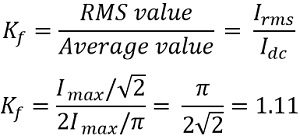 K_f = RMS value / Average value = I_rms / I_dc
K_f = (I_max/√2) / (2I_max/π) = π / (2√2) = 1.11